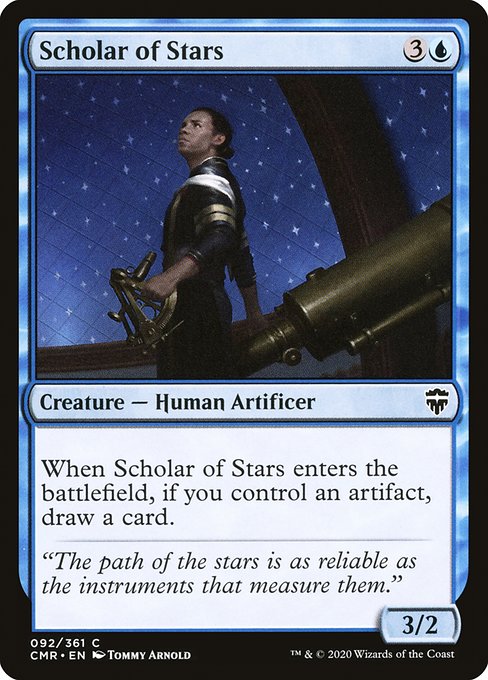 Scholar of Stars 3
Creature — Human Artificer
When Scholar of Stars enters the
battlefield, if you control an artifact,
draw a card.
“The path of the stars is as reliable as
the instruments that measure them.”
3/2
092/361 C
CMR • EN Tommy Arnold
™ & © 2020 Wizards of the Coast